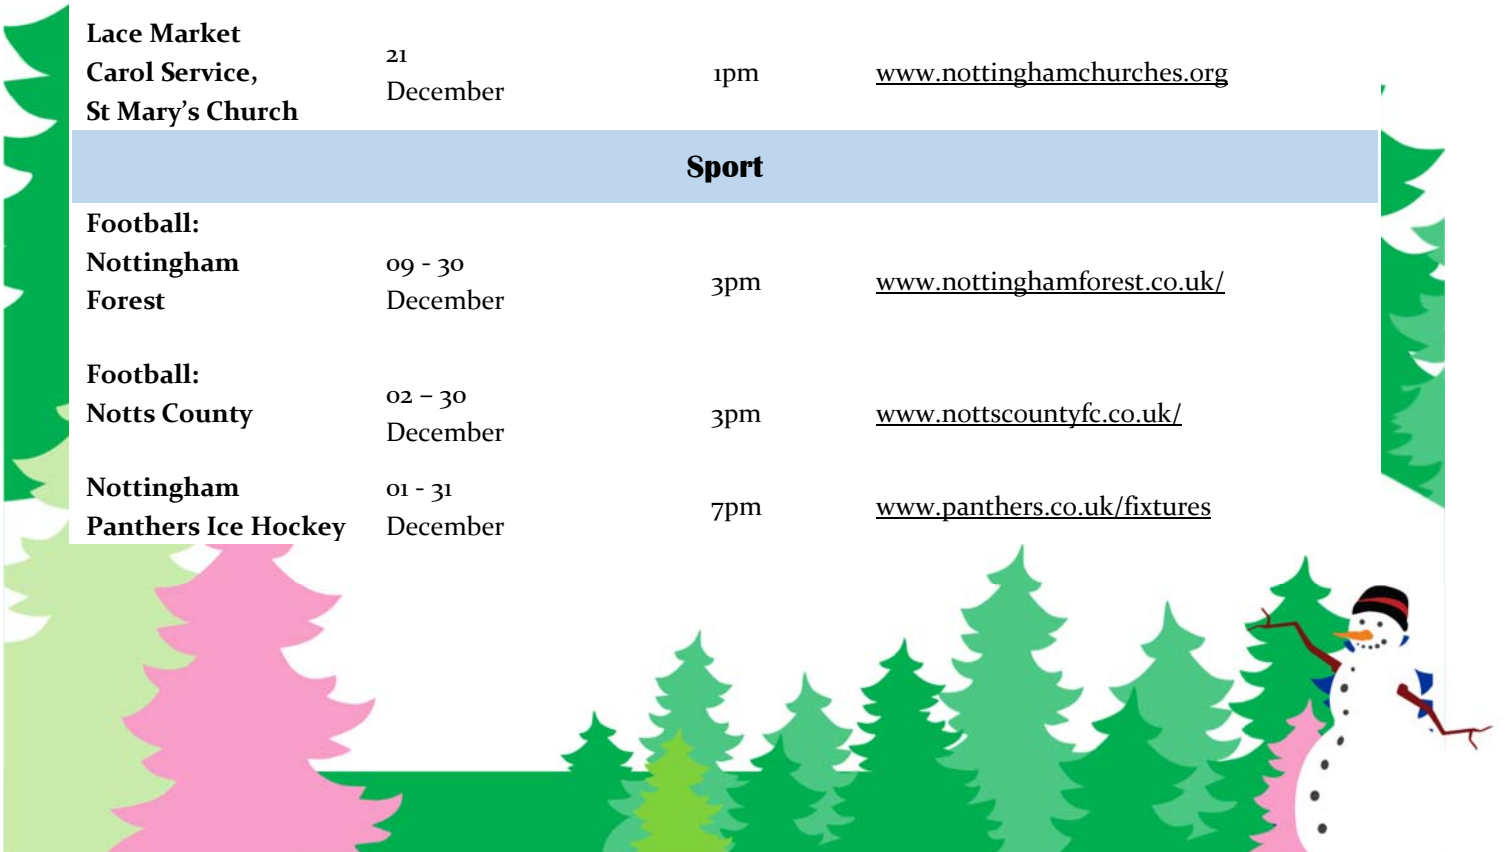 Lace Market
Carol Service,
St Mary’s Church
21
December
1pm
www.nottinghamchurches.org
Sport
Football:
Nottingham
Forest
09 - 30
December
3pm
www.nottinghamforest.co.uk/
Football:
Notts County
02 – 30
December
3pm
www.nottscountyfc.co.uk/
Nottingham
Panthers Ice Hockey
01 - 31
December
7pm
www.panthers.co.uk/fixtures